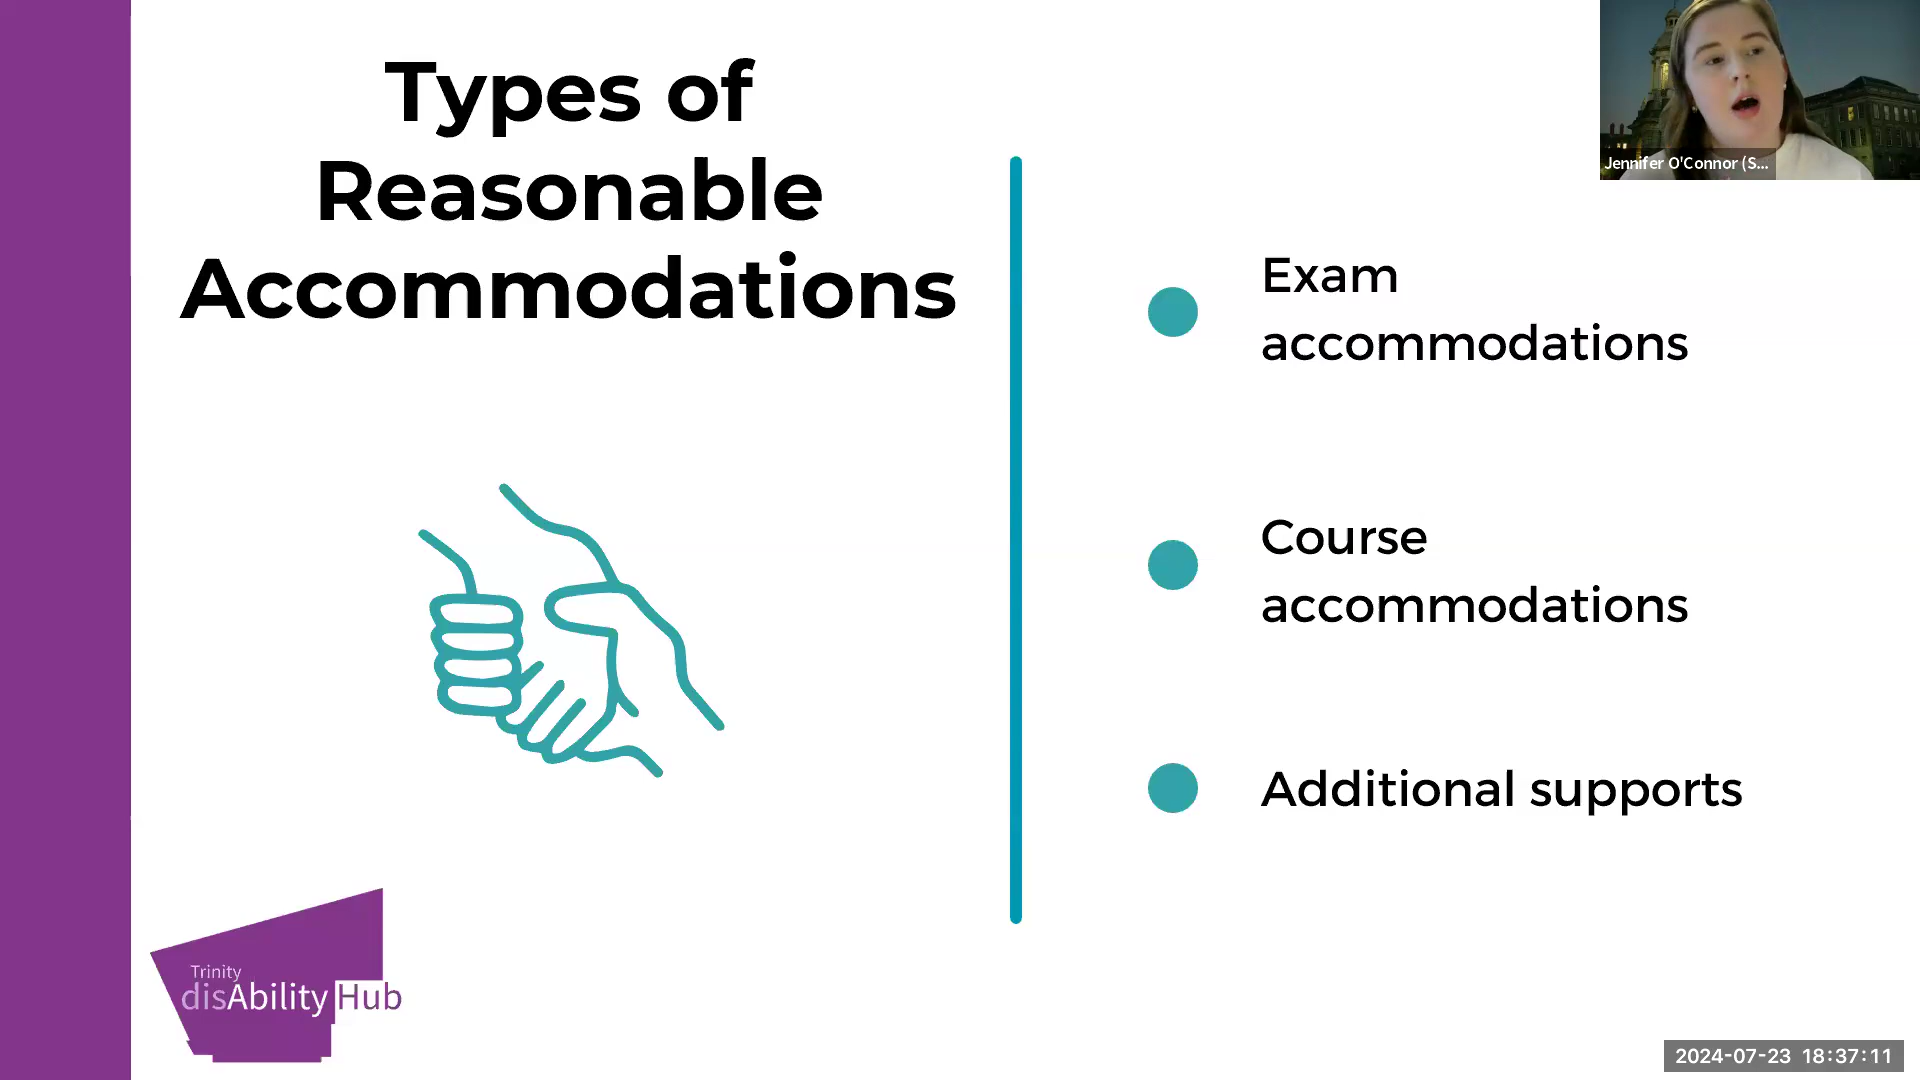 Types of
Reasonable
Accommodations
Jennifer O'Connor (S...
Exam
accommodations
Course
accommodations
Additional supports
Trinity
disAbility Hub
2024-07-23 18:37:11